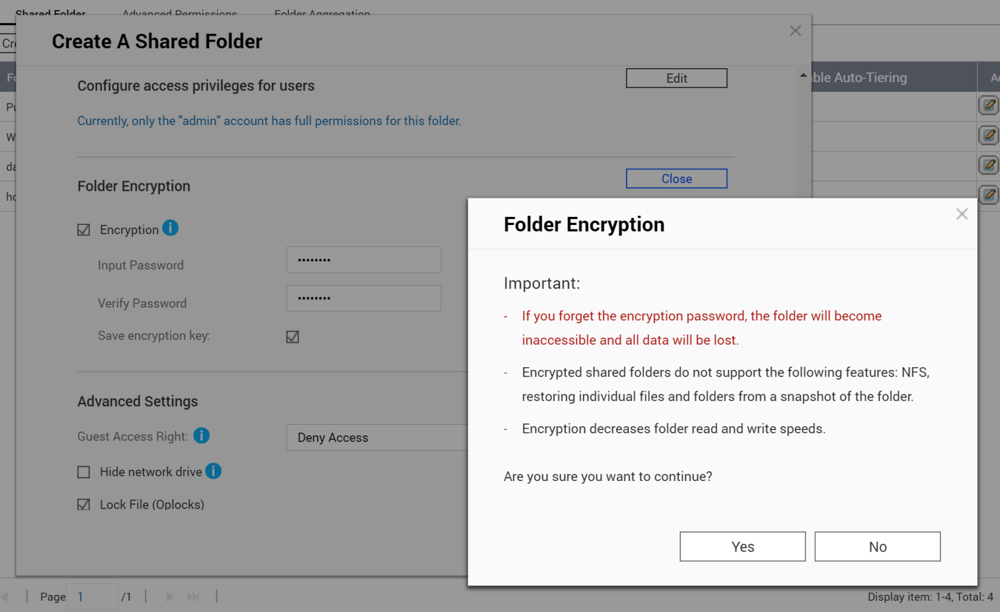 Shared Folder Advanced Permissions Folder Aggregation
Create A Shared Folder
Configure access privileges for users
Edit
ble Auto-Tiering
Currently, only the "admin" account has full permissions for this folder.
Folder Encryption
Close
Encryption
Input Password
Verify Password
Save encryption key:
Advanced Settings
Guest Access Right:
Deny Access
Hide network drive
Lock File (Oplocks)
Folder Encryption
Important:
- If you forget the encryption password, the folder will become
inaccessible and all data will be lost.
- Encrypted shared folders do not support the following features: NFS,
restoring individual files and folders from a snapshot of the folder.
- Encryption decreases folder read and write speeds.
Are you sure you want to continue?
Yes No
Page 1 /1
Display item: 1-4, Total: 4